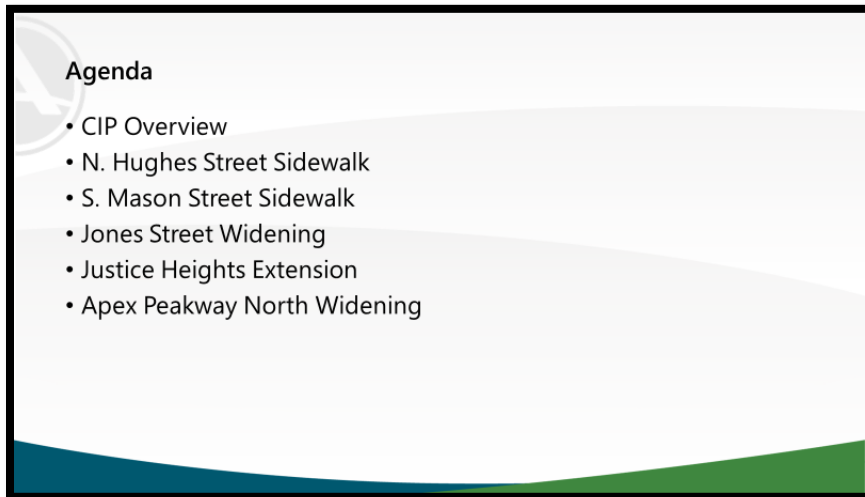 Agenda
• CIP Overview
• N. Hughes Street Sidewalk
• S. Mason Street Sidewalk
• Jones Street Widening
• Justice Heights Extension
• Apex Peakway North Widening